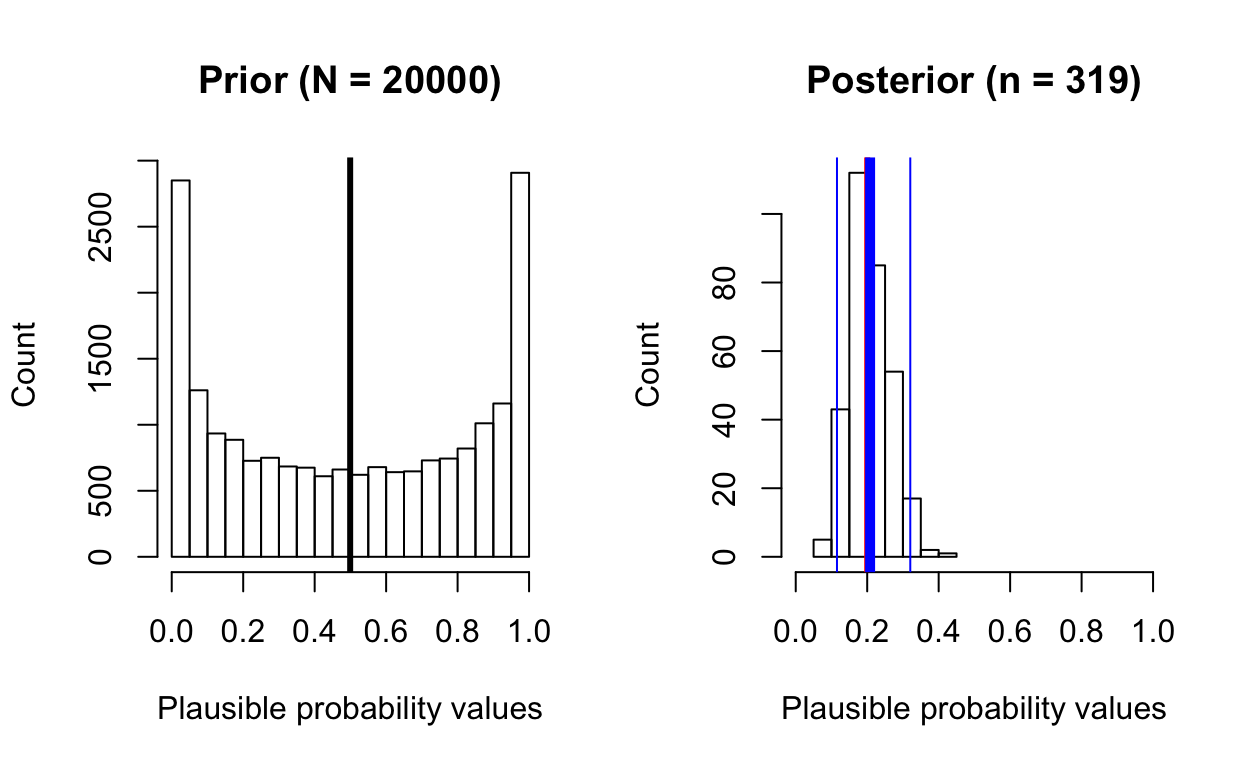 Prior (N = 20000)
Count
0 500 1500 2500
0.0 0.2 0.4 0.6 0.8 1.0
Plausible probability values
Posterior (n = 319)
Count
0 20 40 60 80
0.0 0.2 0.4 0.6 0.8 1.0
Plausible probability values